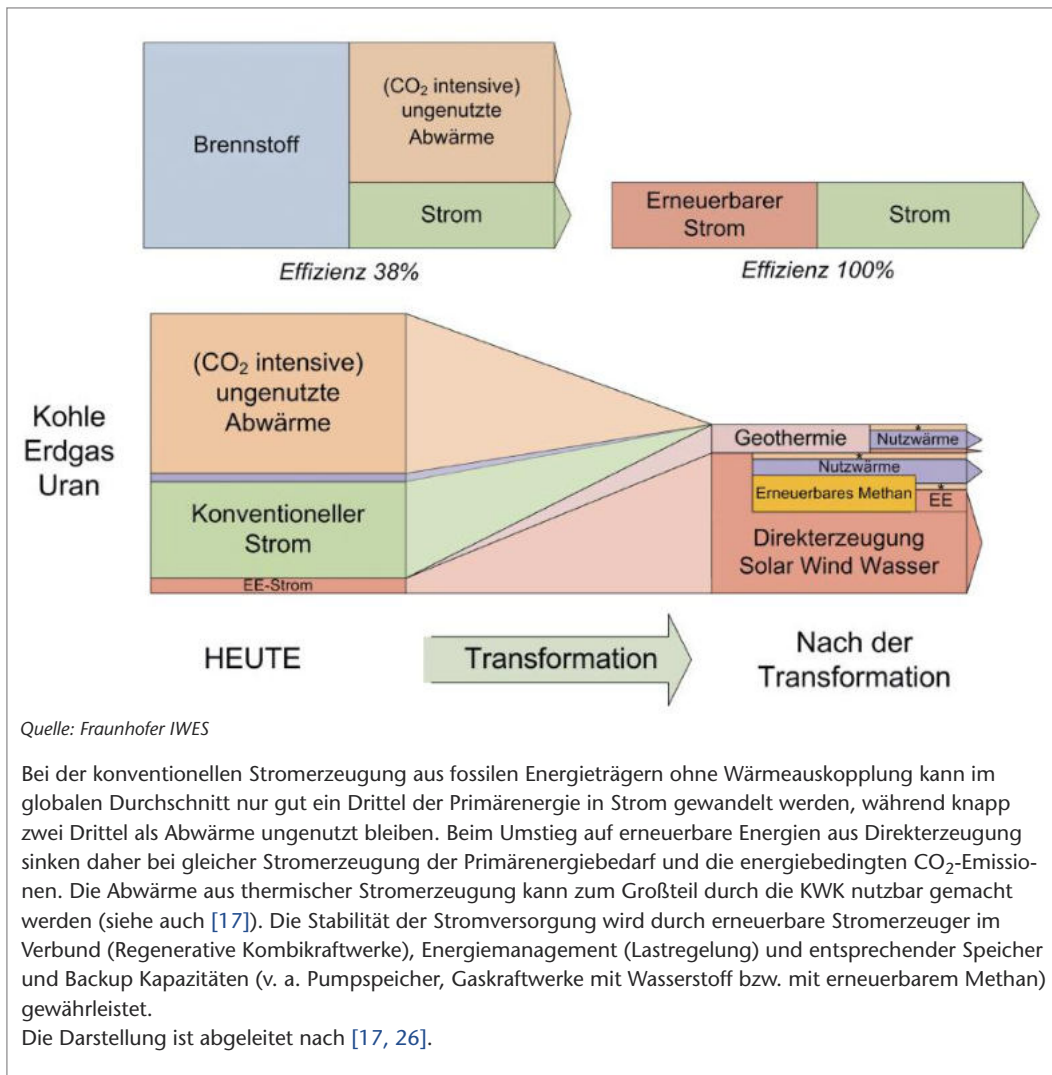 (CO2 intensive)
ungenutzte
Abwärme
Brennstoff
Strom
Erneuerbarer
Strom
Strom
Effizienz 38%
Effizienz 100%
(CO2 intensive)
ungenutzte
Abwärme
Kohle
Erdgas
Uran
Konventioneller
Strom
EE-Strom
Geothermie
*
Nutzwärme
*
Nutzwärme
Erneuerbares Methan
*
EE
Direkterzeugung
Solar Wind Wasser
HEUTE
Transformation
Nach der
Transformation
Quelle: Fraunhofer IWES
Bei der konventionellen Stromerzeugung aus fossilen Energieträgern ohne Wärmeauskopplung kann im
globalen Durchschnitt nur gut ein Drittel der Primärenergie in Strom gewandelt werden, während knapp
zwei Drittel als Abwärme ungenutzt bleiben. Beim Umstieg auf erneuerbare Energien aus Direkterzeugung
sinken daher bei gleicher Stromerzeugung der Primärenergiebedarf und die energiebedingten CO2-Emissio-
nen. Die Abwärme aus thermischer Stromerzeugung kann zum Großteil durch die KWK nutzbar gemacht
werden (siehe auch [17]). Die Stabilität der Stromversorgung wird durch erneuerbare Stromerzeuger im
Verbund (Regenerative Kombikraftwerke), Energiemanagement (Lastregelung) und entsprechender Speicher
und Backup Kapazitäten (v. a. Pumpspeicher, Gaskraftwerke mit Wasserstoff bzw. mit erneuerbarem Methan)
gewährleistet.
Die Darstellung ist abgeleitet nach [17, 26].